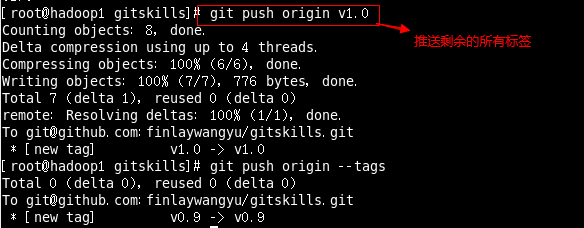 [root@hadoop1 gitskills]# git push origin v1.0
推送剩余的所有标签
Counting objects: 8, done.
Delta compression using up to 4 threads.
Compressing objects: 100% (6/6), done.
Writing objects: 100% (7/7), 776 bytes, done.
Total 7 (delta 1), reused 0 (delta 0)
remote: Resolving deltas: 100% (1/1), done.
To git@github.com:finlaywangyu/gitskills.git
 * [new tag]         v1.0 -> v1.0
[root@hadoop1 gitskills]# git push origin --tags
Total 0 (delta 0), reused 0 (delta 0)
To git@github.com:finlaywangyu/gitskills.git
 * [new tag]         v0.9 -> v0.9